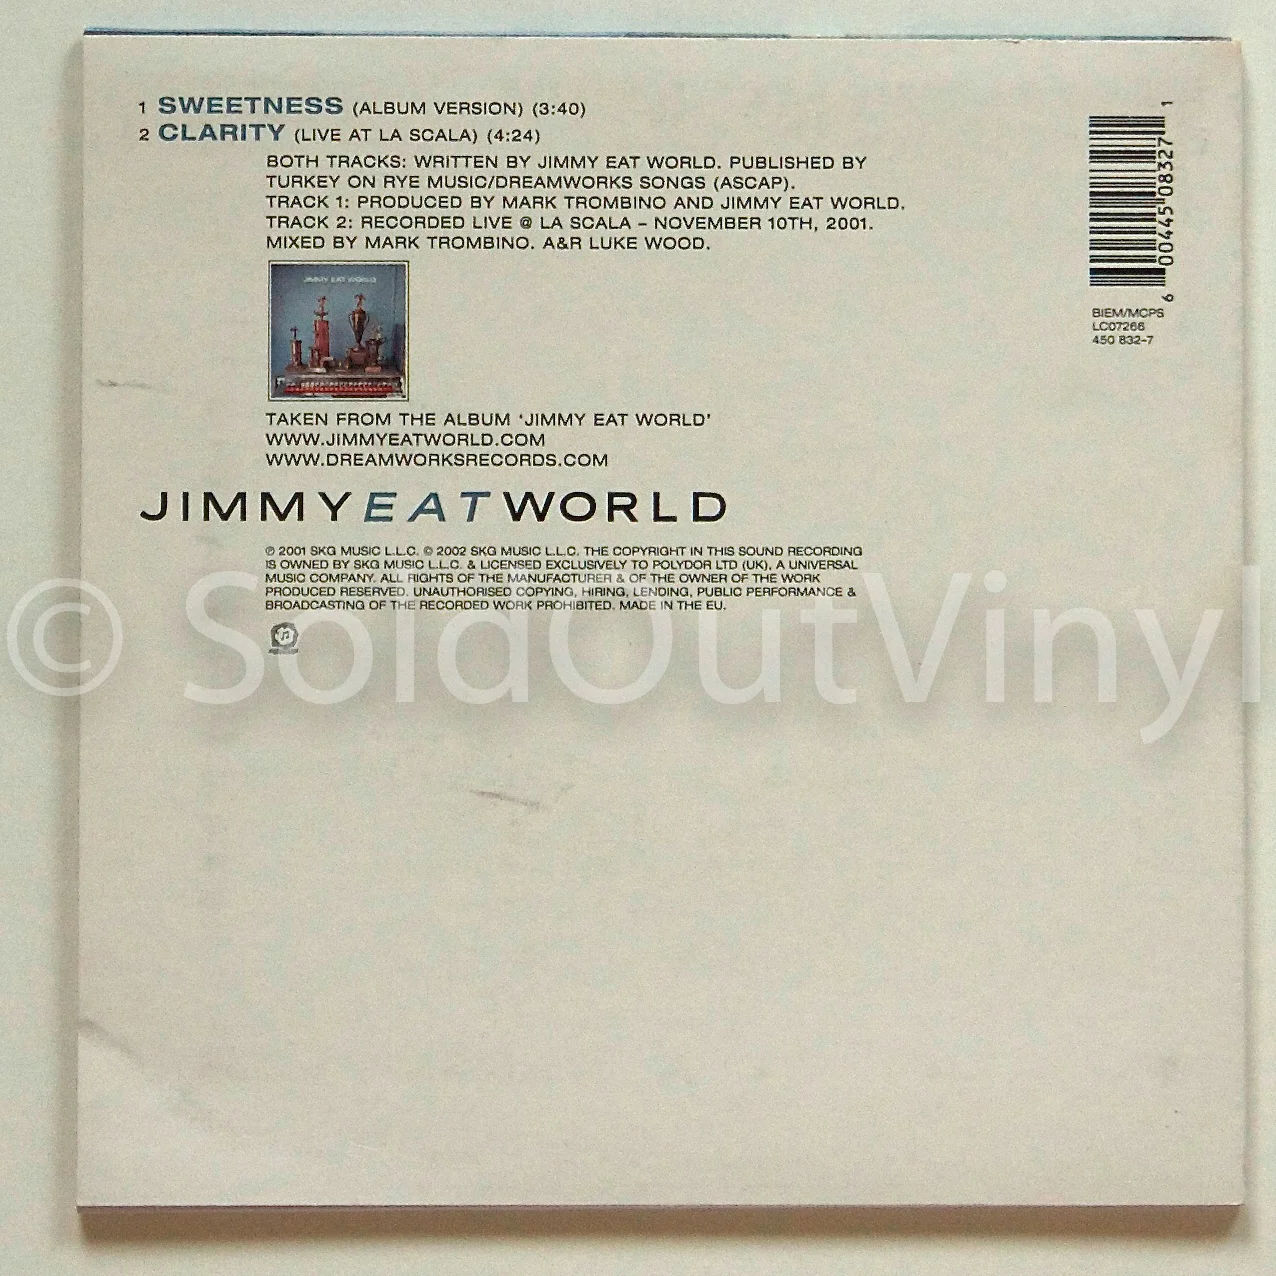 1 SWEETNESS (ALBUM VERSION) (3:40)
2 CLARITY (LIVE AT LA SCALA) (4:24)
BOTH TRACKS: WRITTEN BY JIMMY EAT WORLD. PUBLISHED BY
TURKEY ON RYE MUSIC/DREAMWORKS SONGS (ASCAP).
TRACK 1: PRODUCED BY MARK TROMBINO AND JIMMY EAT WORLD.
TRACK 2: RECORDED LIVE @ LA SCALA – NOVEMBER 10TH, 2001.
MIXED BY MARK TROMBINO. A&R LUKE WOOD.
JIMMY EAT WORLD
TAKEN FROM THE ALBUM ‘JIMMY EAT WORLD’
WWW.JIMMYEATWORLD.COM
WWW.DREAMWORKSRECORDS.COM
JIMMYEATWORLD
℗ 2001 SKG MUSIC L.L.C. © 2002 SKG MUSIC L.L.C. THE COPYRIGHT IN THIS SOUND RECORDING
IS OWNED BY SKG MUSIC L.L.C. & LICENSED EXCLUSIVELY TO POLYDOR LTD (UK), A UNIVERSAL
MUSIC COMPANY. ALL RIGHTS OF THE MANUFACTURER & OF THE OWNER OF THE WORK
PRODUCED RESERVED. UNAUTHORISED COPYING, HIRING, LENDING, PUBLIC PERFORMANCE &
BROADCASTING OF THE RECORDED WORK PROHIBITED. MADE IN THE EU.
6 00445 08327 1
BIEM/MCPS
LC07266
450 832-7
© SoldOutVinyl